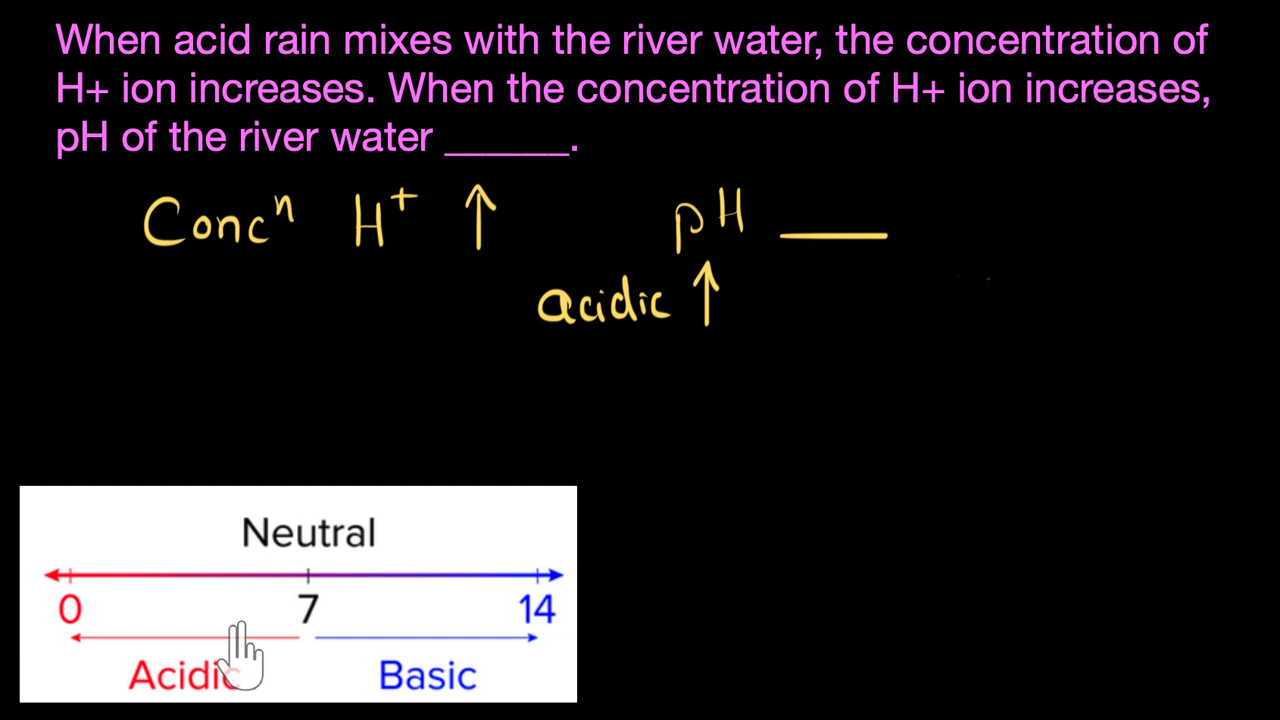 When acid rain mixes with the river water, the concentration of
H+ ion increases. When the concentration of H+ ion increases,
pH of the river water ______.
Concⁿ H⁺ ↑ pH ___
acidic ↑
Neutral
0 7 14
Acidic Basic